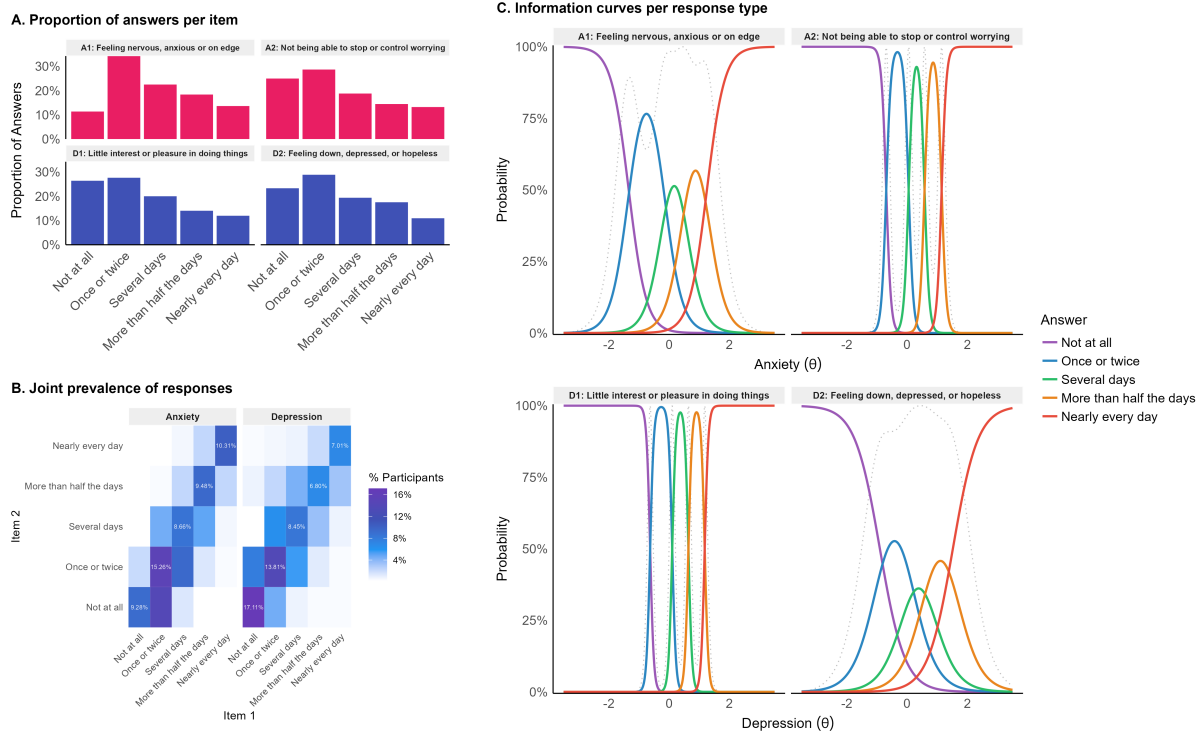 A. Proportion of answers per item
A1: Feeling nervous, anxious or on edge
A2: Not being able to stop or control worrying
30%
20%
10%
0%
D1: Little interest or pleasure in doing things
D2: Feeling down, depressed, or hopeless
30%
20%
10%
0%
Proportion of Answers
Not at all
Once or twice
Several days
More than half the days
Nearly every day
Not at all
Once or twice
Several days
More than half the days
Nearly every day
B. Joint prevalence of responses
Anxiety
Depression
Nearly every day
10.31%
7.01%
More than half the days
9.48%
6.80%
Several days
8.66%
8.45%
Once or twice
15.26%
13.81%
Not at all
9.28%
17.11%
Item 2
Not at all
Once or twice
Several days
More than half the days
Nearly every day
Not at all
Once or twice
Several days
More than half the days
Nearly every day
Item 1
% Participants
16%
12%
8%
4%
C. Information curves per response type
A1: Feeling nervous, anxious or on edge
A2: Not being able to stop or control worrying
100%
75%
50%
25%
0%
Probability
-2
0
2
-2
0
2
Anxiety (θ)
D1: Little interest or pleasure in doing things
D2: Feeling down, depressed, or hopeless
100%
75%
50%
25%
0%
Probability
-2
0
2
-2
0
2
Depression (θ)
Answer
Not at all
Once or twice
Several days
More than half the days
Nearly every day